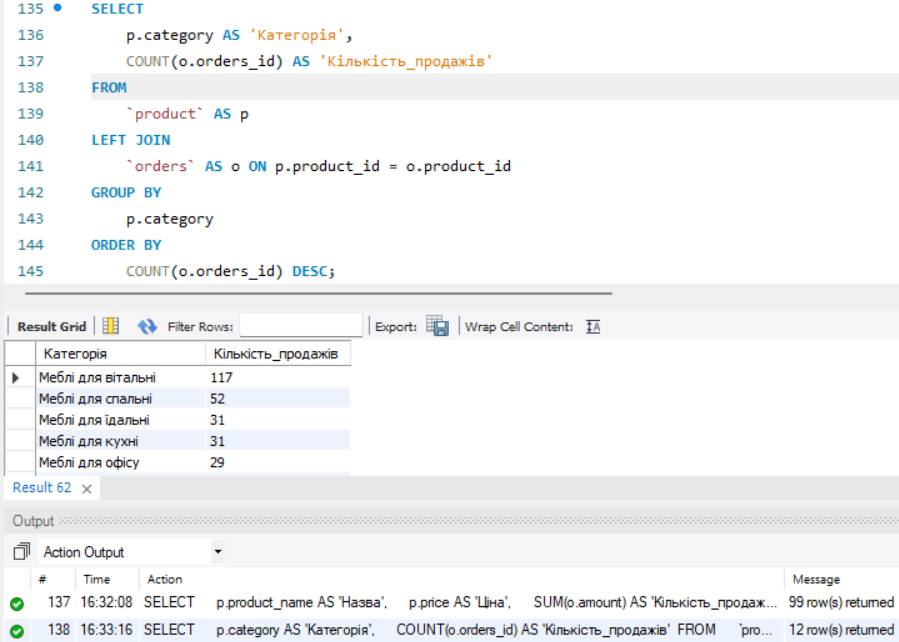 135 SELECT
136 p.category AS 'Категорія',
137 COUNT(o.orders_id) AS 'Кількість_продажів'
138 FROM
139 `product` AS p
140 LEFT JOIN
141 `orders` AS o ON p.product_id = o.product_id
142 GROUP BY
143 p.category
144 ORDER BY
145 COUNT(o.orders_id) DESC;
Result Grid Filter Rows: Export: Wrap Cell Content: IA
Категорія Кількість_продажів
Меблі для вітальні 117
Меблі для спальні 52
Меблі для їдальні 31
Меблі для кухні 31
Меблі для офісу 29
Result 62
Output
Action Output
# Time Action Message
137 16:32:08 SELECT p.product_name AS 'Назва', p.price AS 'Ціна', SUM(o.amount) AS 'Кількість_продаж... 99 row(s) returned
138 16:33:16 SELECT p.category AS 'Категорія', COUNT(o.orders_id) AS 'Кількість_продажів' FROM `pro... 12 row(s) returned